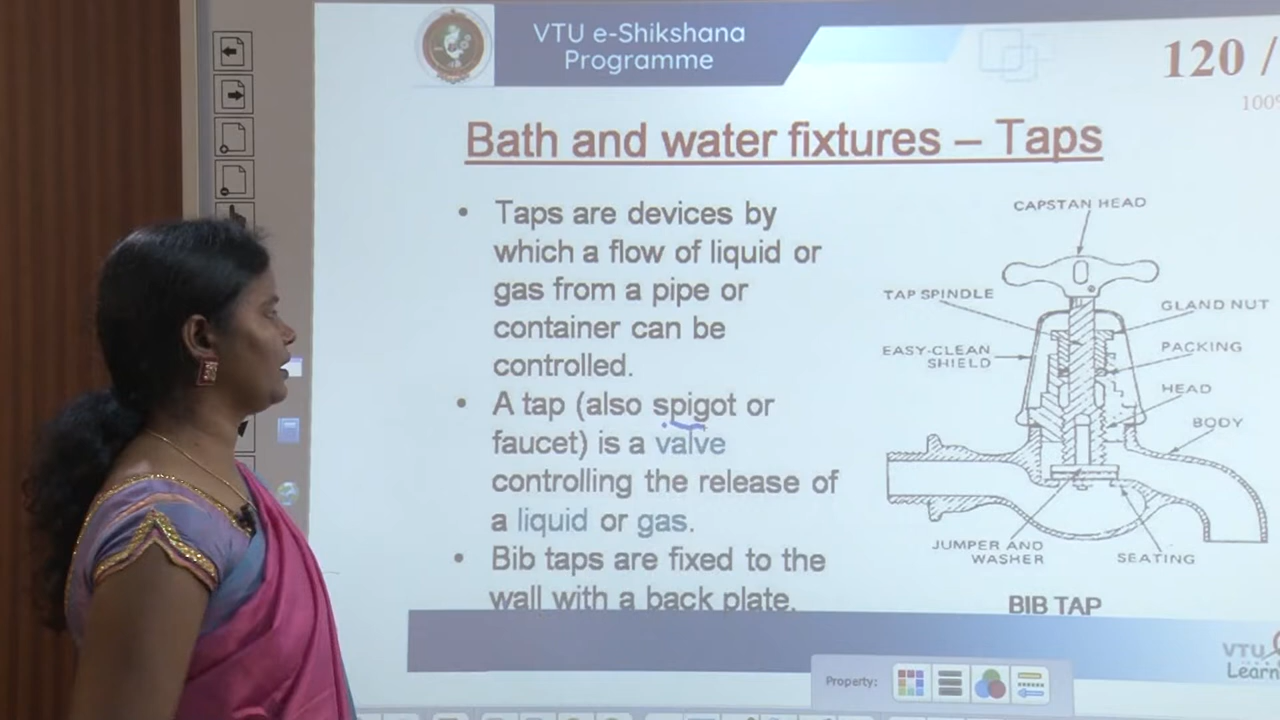 VTU e-Shikshana
Programme
120 /
100%
Bath and water fixtures – Taps
• Taps are devices by
which a flow of liquid or
gas from a pipe or
container can be
controlled.
• A tap (also spigot or
faucet) is a valve
controlling the release of
a liquid or gas.
• Bib taps are fixed to the
wall with a back plate.
CAPSTAN HEAD
TAP SPINDLE
GLAND NUT
EASY-CLEAN
SHIELD
PACKING
HEAD
BODY
JUMPER AND
WASHER
SEATING
BIB TAP
VTU
Learn
Property: